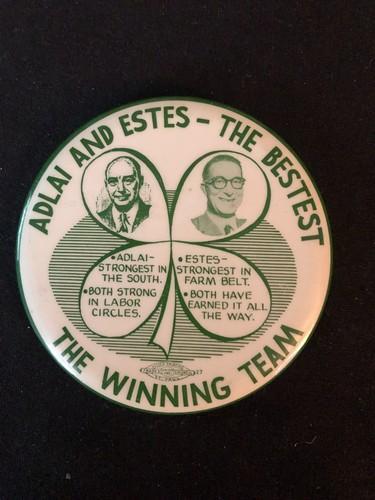 ADLAI AND ESTES – THE BESTEST
• ADLAI-
STRONGEST IN
THE SOUTH.
• BOTH STRONG
IN LABOR
CIRCLES.
• ESTES-
STRONGEST IN
FARM BELT.
• BOTH HAVE
EARNED IT ALL
THE WAY.
THE WINNING TEAM